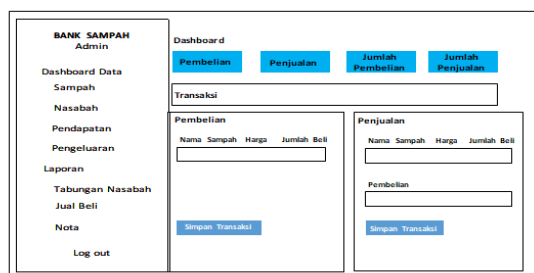 BANK SAMPAH
Admin
Dashboard Data
Sampah
Nasabah
Pendapatan
Pengeluaran
Laporan
Tabungan Nasabah
Jual Beli
Nota
Log out
Dashboard
Pembelian
Penjualan
Jumlah
Pembelian
Jumlah
Penjualan
Transaksi
Pembelian
Nama Sampah Harga Jumlah Beli
Simpan Transaksi
Penjualan
Nama Sampah Harga Jumlah Beli
Pembelian
Simpan Transaksi